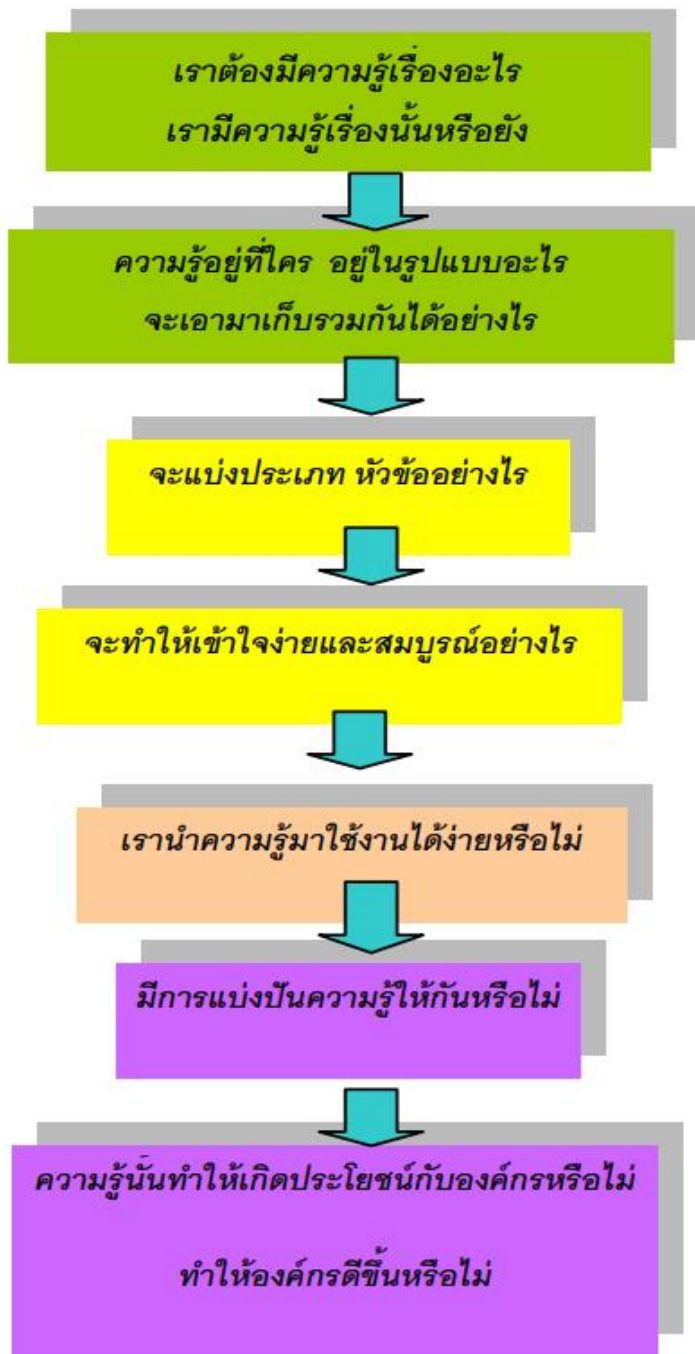 เราต้องมีความรู้เรื่องอะไร
เรามีความรู้เรื่องนั้นหรือยัง
ความรู้อยู่ที่ใคร อยู่ในรูปแบบอะไร
จะเอามาเก็บรวมกันได้อย่างไร
จะแบ่งประเภท หัวข้ออย่างไร
จะทำให้เข้าใจง่ายและสมบูรณ์อย่างไร
เรานำความรู้มาใช้งานได้ง่ายหรือไม่
มีการแบ่งปันความรู้ให้กันหรือไม่
ความรู้นั้นทำให้เกิดประโยชน์กับองค์กรหรือไม่
ทำให้องค์กรดีขึ้นหรือไม่